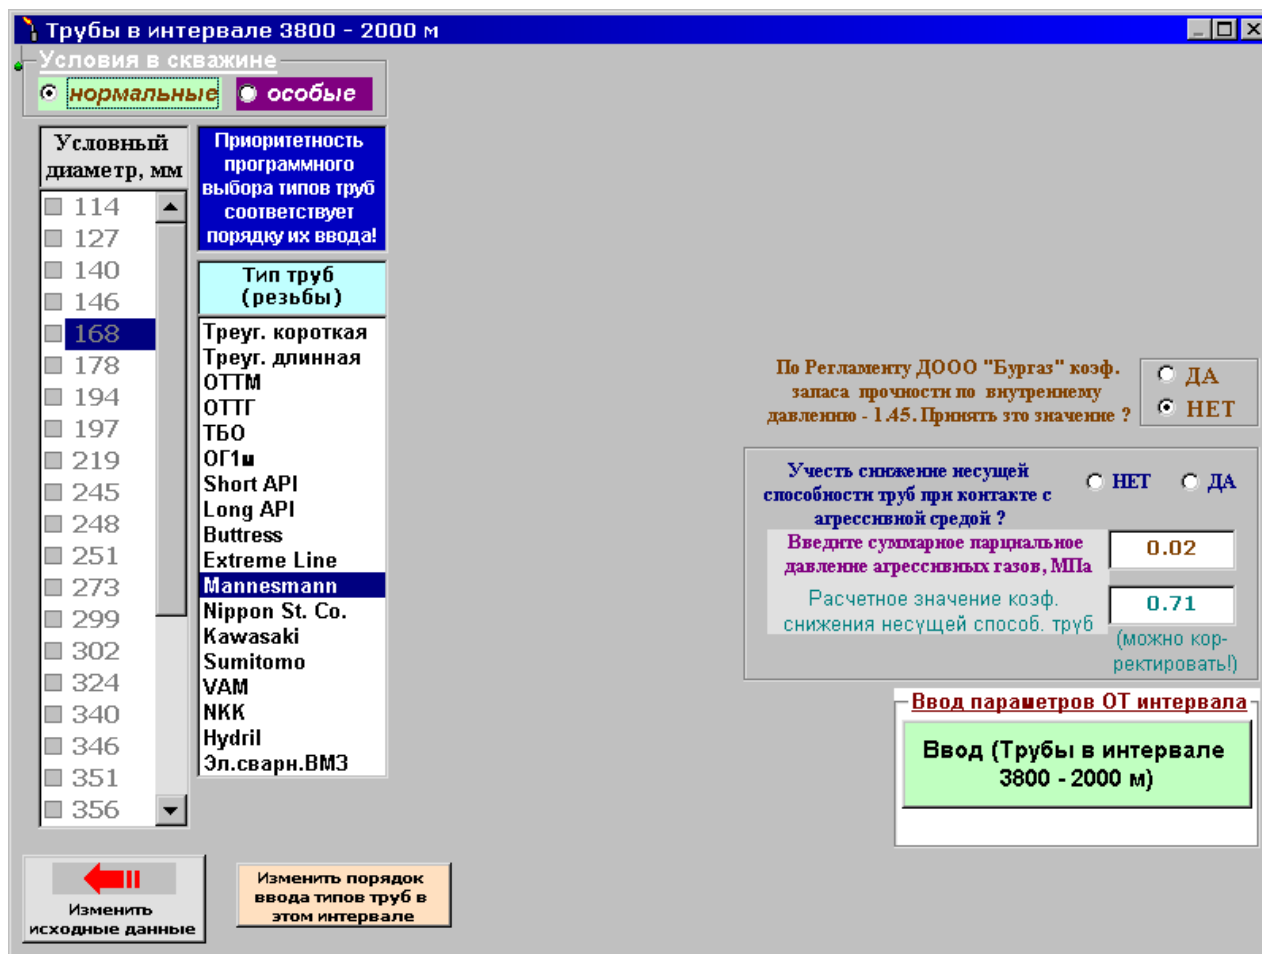 Трубы в интервале 3800 - 2000 м
Условия в скважине
нормальные
особые
Условный
диаметр, мм
114
127
140
146
168
178
194
197
219
245
248
251
273
299
302
324
340
346
351
356
Приоритетность
программного
выбора типов труб
соответствует
порядку их ввода!
Тип труб
(резьбы)
Треуг. короткая
Треуг. длинная
ОТТМ
ОТТГ
ТБО
ОГ1м
Short API
Long API
Buttress
Extreme Line
Mannesmann
Nippon St. Co.
Kawasaki
Sumitomo
VAM
NKK
Hydril
Эл.сварн.ВМЗ
По Регламенту ДООО "Бургаз" коэф.
запаса прочности по внутреннему
давлению - 1.45. Принять это значение ?
ДА
НЕТ
Учесть снижение несущей
способности труб при контакте с
агрессивной средой ?
НЕТ
ДА
Введите суммарное парциальное
давление агрессивных газов, МПа
0.02
Расчетное значение коэф.
снижения несущей способ. труб
0.71
(можно кор-
ректировать!)
Ввод параметров ОТ интервала
Ввод (Трубы в интервале
3800 - 2000 м)
Изменить
исходные данные
Изменить порядок
ввода типов труб в
этом интервале